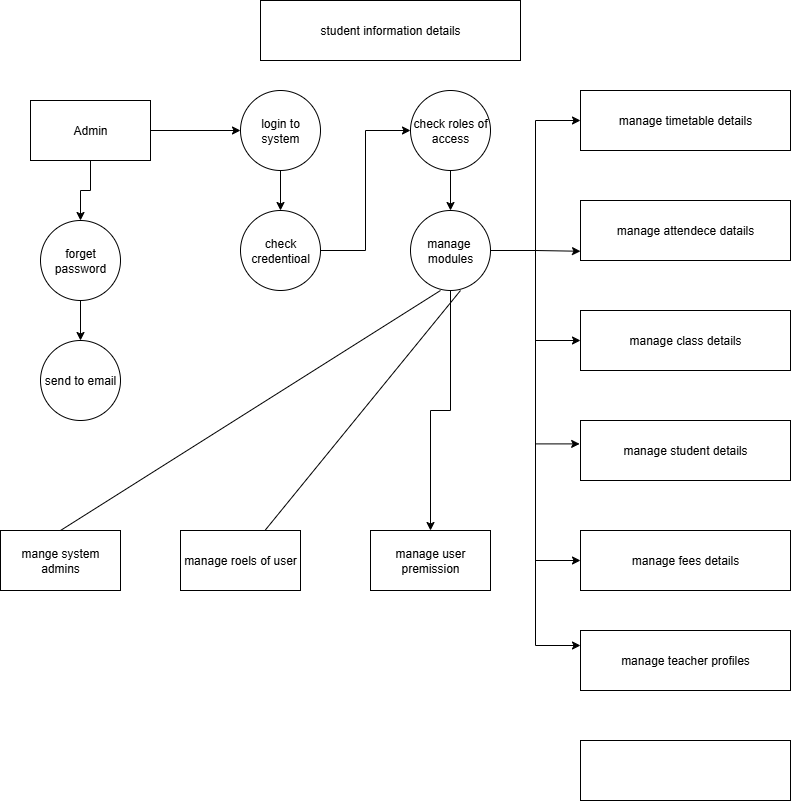 student information details
Admin
login to
system
check roles of
access
manage timetable details
forget
password
check
credentioal
manage
modules
manage attendece datails
send to email
manage class details
manage student details
mange system
admins
manage roels of user
manage user
premission
manage fees details
manage teacher profiles